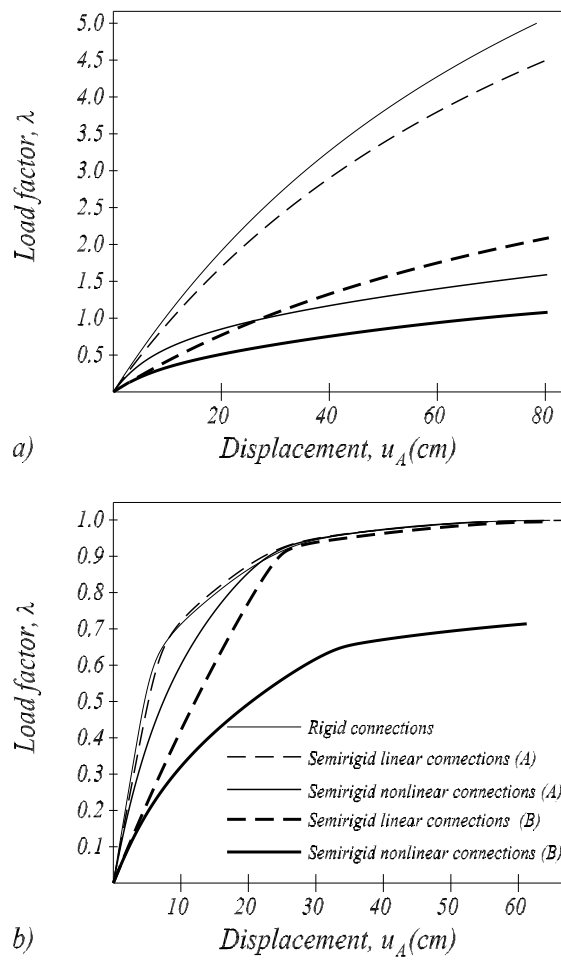 5.0
4.5
4.0
3.5
3.0
2.5
2.0
1.5
1.0
0.5
Load factor, λ
20
40
60
80
a)
Displacement, u_A(cm)
1.0
0.9
0.8
0.7
0.6
0.5
0.4
0.3
0.2
0.1
Load factor, λ
Rigid connections
Semirigid linear connections (A)
Semirigid nonlinear connections (A)
Semirigid linear connections (B)
Semirigid nonlinear connections (B)
10
20
30
40
50
60
b)
Displacement, u_A(cm)